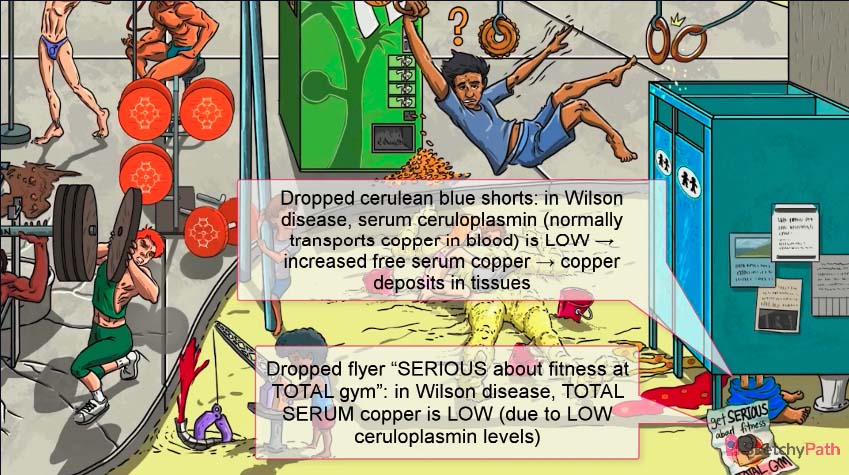 ?
Dropped cerulean blue shorts: in Wilson
disease, serum ceruloplasmin (normally
transports copper in blood) is LOW →
increased free serum copper → copper
deposits in tissues
Dropped flyer “SERIOUS about fitness at
TOTAL gym”: in Wilson disease, TOTAL
SERUM copper is LOW (due to LOW
ceruloplasmin levels)
get SERIOUS
about fitness
SketchyPath
GYM